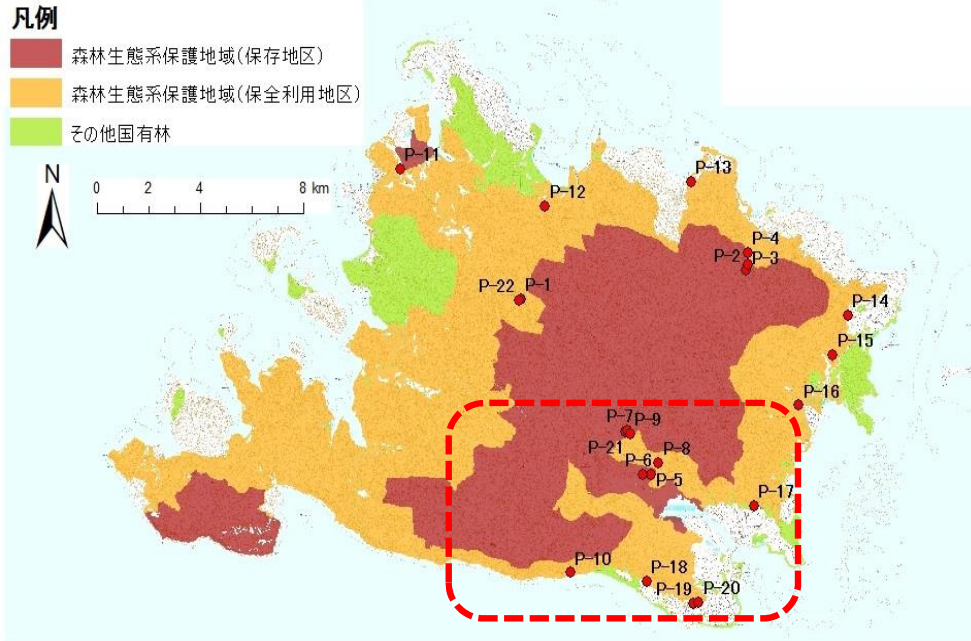 凡例
森林生態系保護地域(保存地区)
森林生態系保護地域(保全利用地区)
その他国有林
N
0 2 4 8 km
P-11
P-13
P-12
P-4
P-2 P-3
P-22 P-1
P-14
P-15
P-16
P-7 P-9
P-21 P-8
P-6 P-5
P-17
P-10 P-18
P-19 P-20